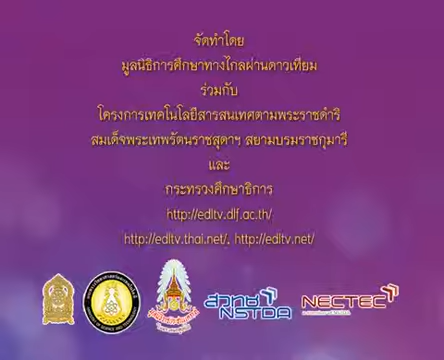 จัดทำโดย
มูลนิธิการศึกษาทางไกลผ่านดาวเทียม
ร่วมกับ
โครงการเทคโนโลยีสารสนเทศตามพระราชดำริ
สมเด็จพระเทพรัตนราชสุดาฯ สยามบรมราชกุมารี
และ
กระทรวงศึกษาธิการ
http://edltv.dlf.ac.th/
http://edltv.thai.net/, http://edltv.net/
สวทช NECTEC
NSTDA